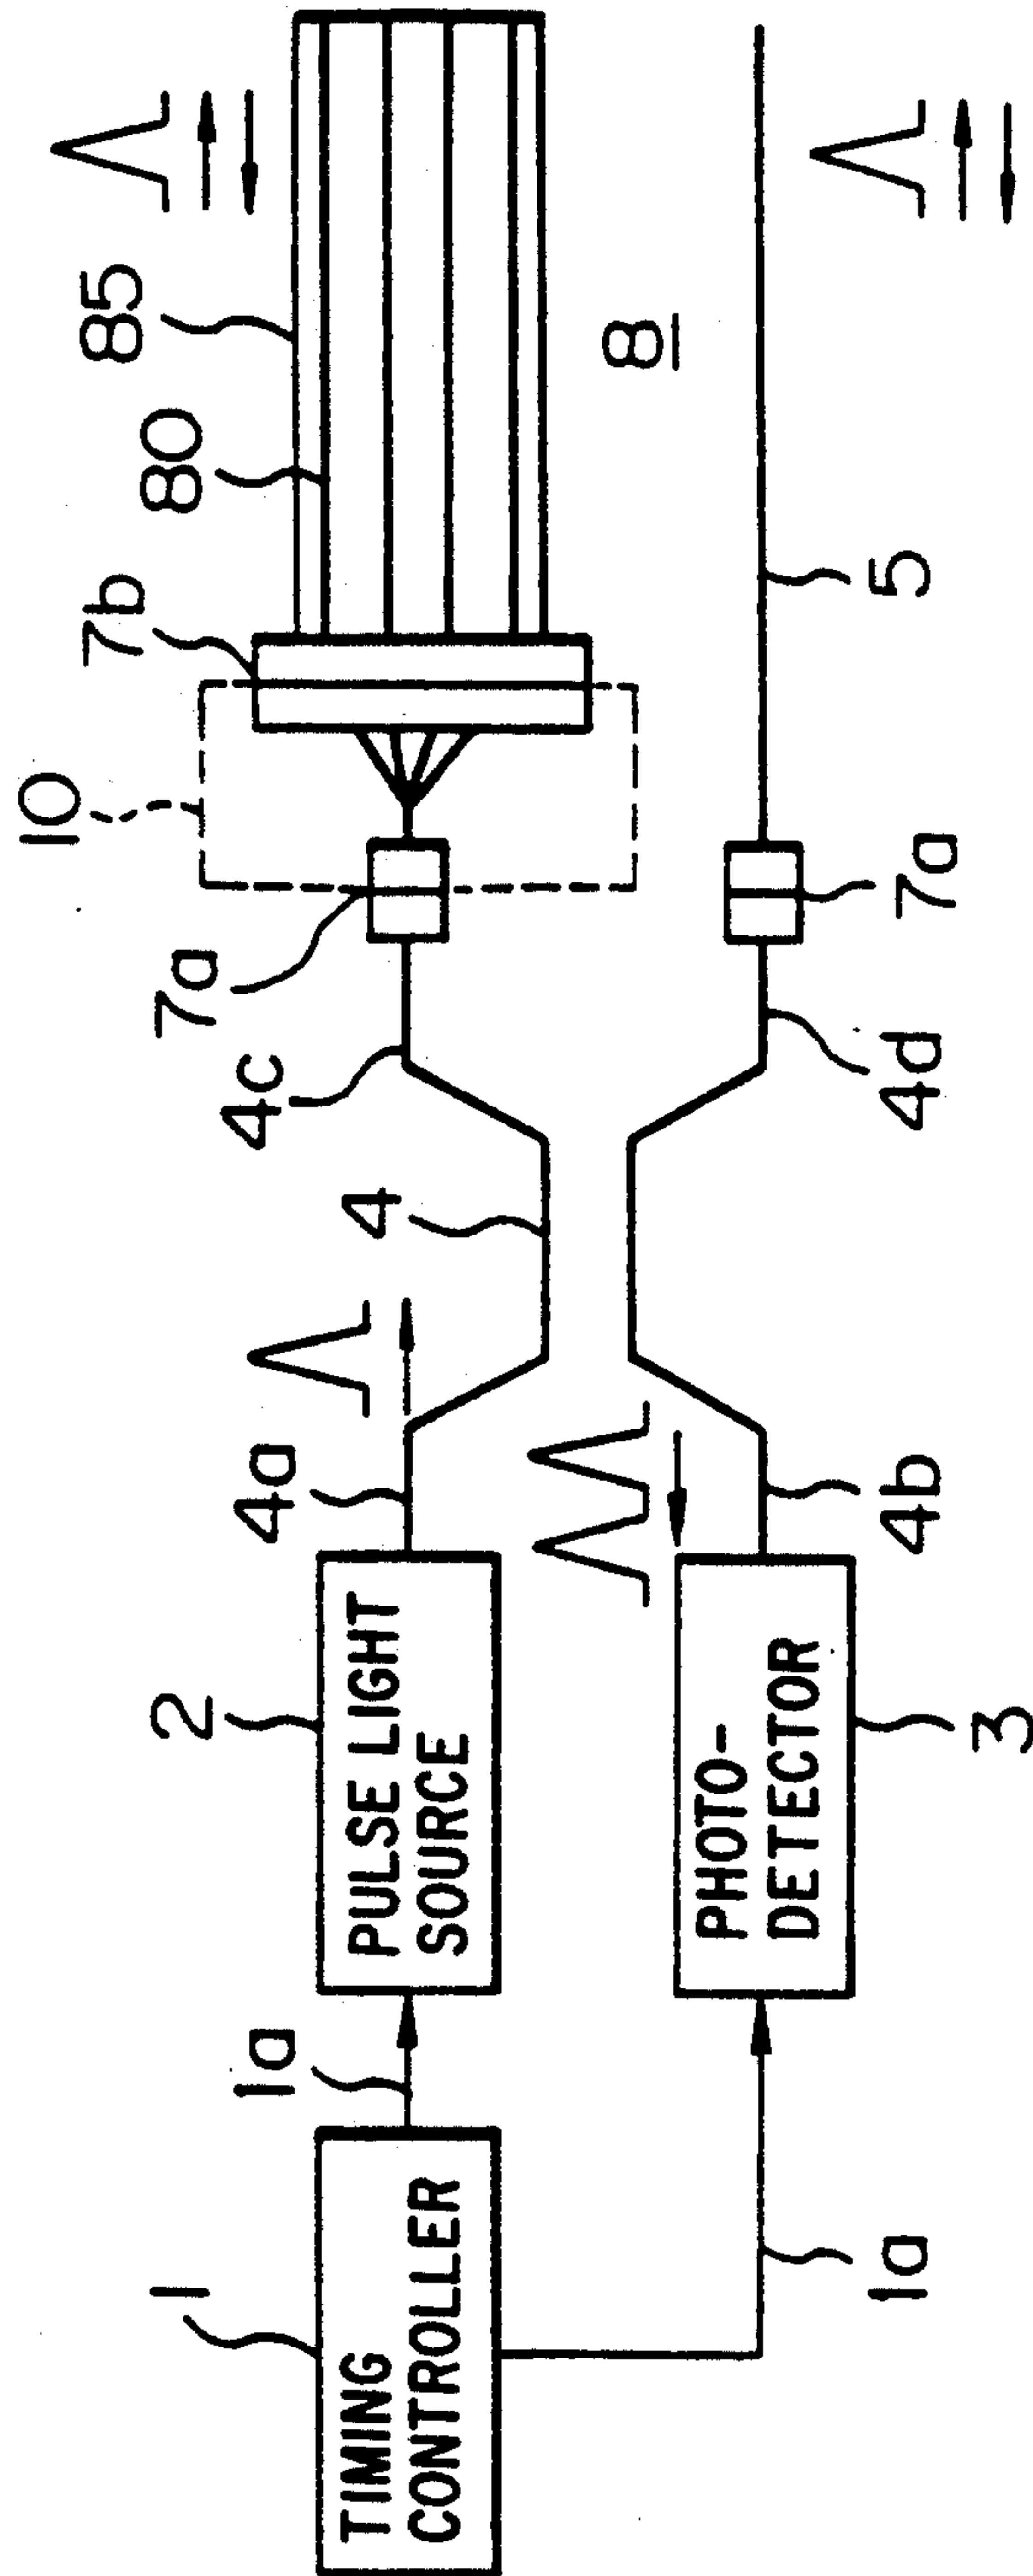 10
7b
80
85
7a
4c
4
4a
2
1a
1
TIMING
CONTROLLER
PULSE LIGHT
SOURCE
PHOTO-
DETECTOR
8
1a
3
4b
4d
7a
5